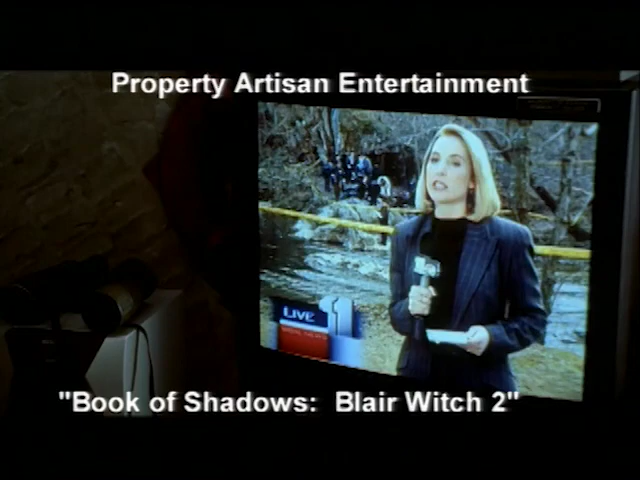 Property Artisan Entertainment
LIVE 1
"Book of Shadows:  Blair Witch 2"